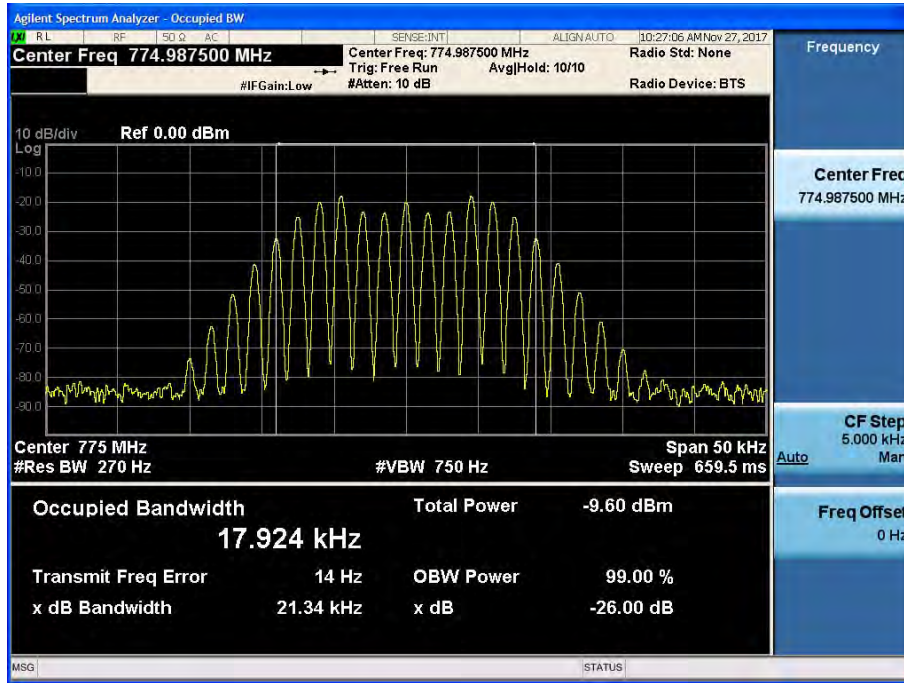 Agilent Spectrum Analyzer - Occupied BW
LXI RL RF 50 Ω AC SENSE:INT ALIGN AUTO 10:27:06 AM Nov 27, 2017
Center Freq 774.987500 MHz
Center Freq: 774.987500 MHz Radio Std: None
Trig: Free Run Avg|Hold: 10/10
#IFGain:Low #Atten: 10 dB Radio Device: BTS
10 dB/div Ref 0.00 dBm
Log
-10.0
-20.0
-30.0
-40.0
-50.0
-60.0
-70.0
-80.0
-90.0
Center 775 MHz Span 50 kHz
#Res BW 270 Hz #VBW 750 Hz Sweep 659.5 ms
Occupied Bandwidth Total Power -9.60 dBm
17.924 kHz
Transmit Freq Error 14 Hz OBW Power 99.00 %
x dB Bandwidth 21.34 kHz x dB -26.00 dB
MSG STATUS
Frequency
Center Freq
774.987500 MHz
CF Step
5.000 kHz
Auto Man
Freq Offset
0 Hz